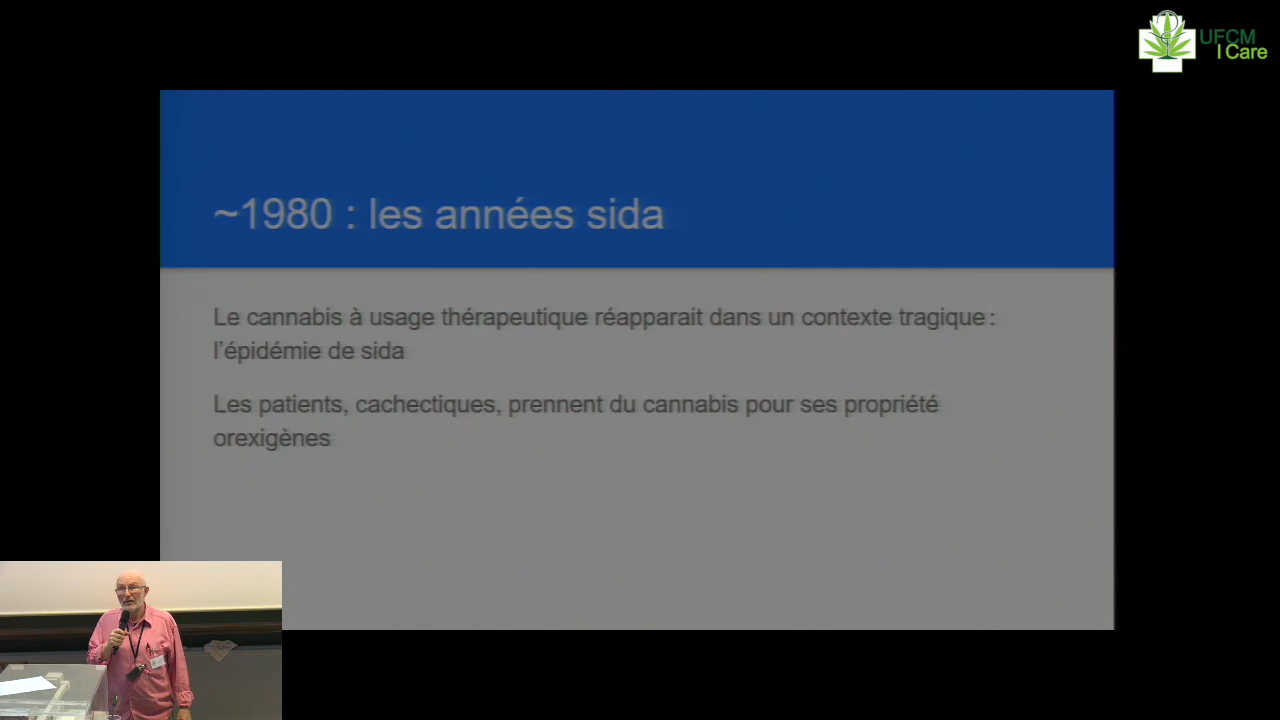 UFCM
I Care
~1980 : les années sida
Le cannabis à usage thérapeutique réapparait dans un contexte tragique :
l'épidémie de sida
Les patients, cachectiques, prennent du cannabis pour ses propriété
orexigènes